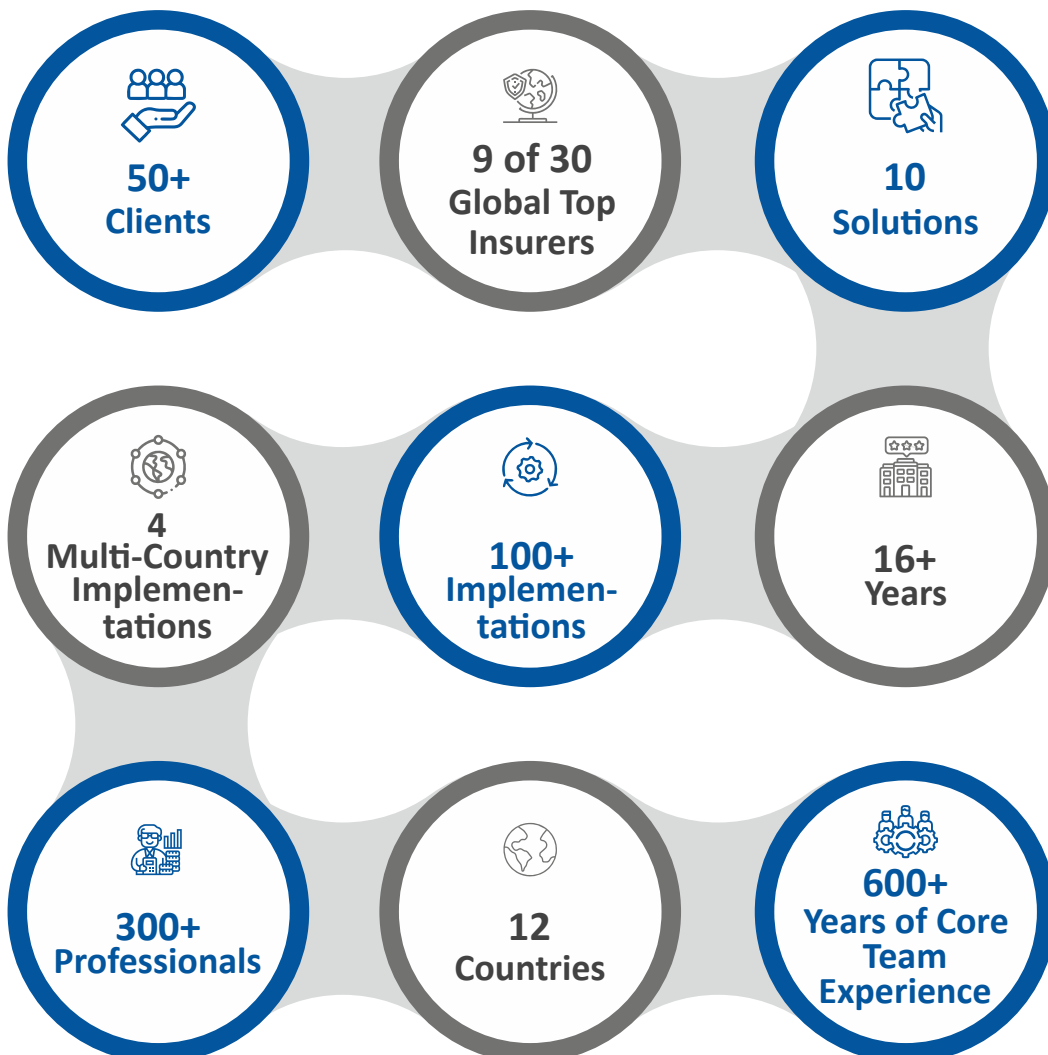 50+
Clients
9 of 30
Global Top
Insurers
10
Solutions
4
Multi-Country
Implemen-
tations
100+
Implemen-
tations
16+
Years
300+
Professionals
12
Countries
600+
Years of Core
Team
Experience